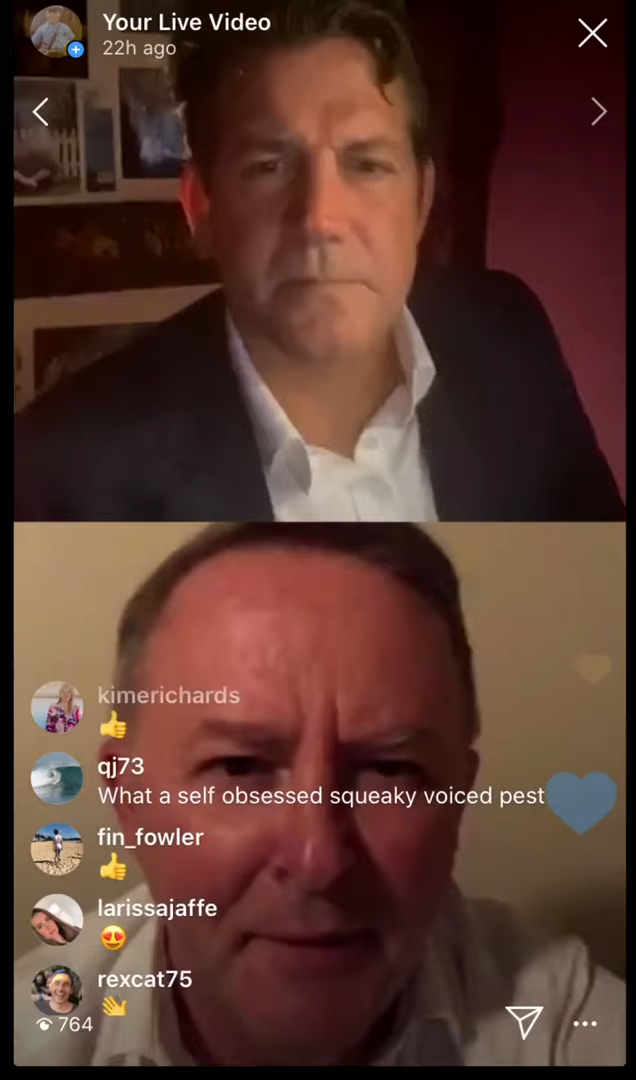 Your Live Video
22h ago
kimerichards
👍
qj73
What a self obsessed squeaky voiced pest
fin_fowler
👍
larissajaffe
😍
rexcat75
👋
764